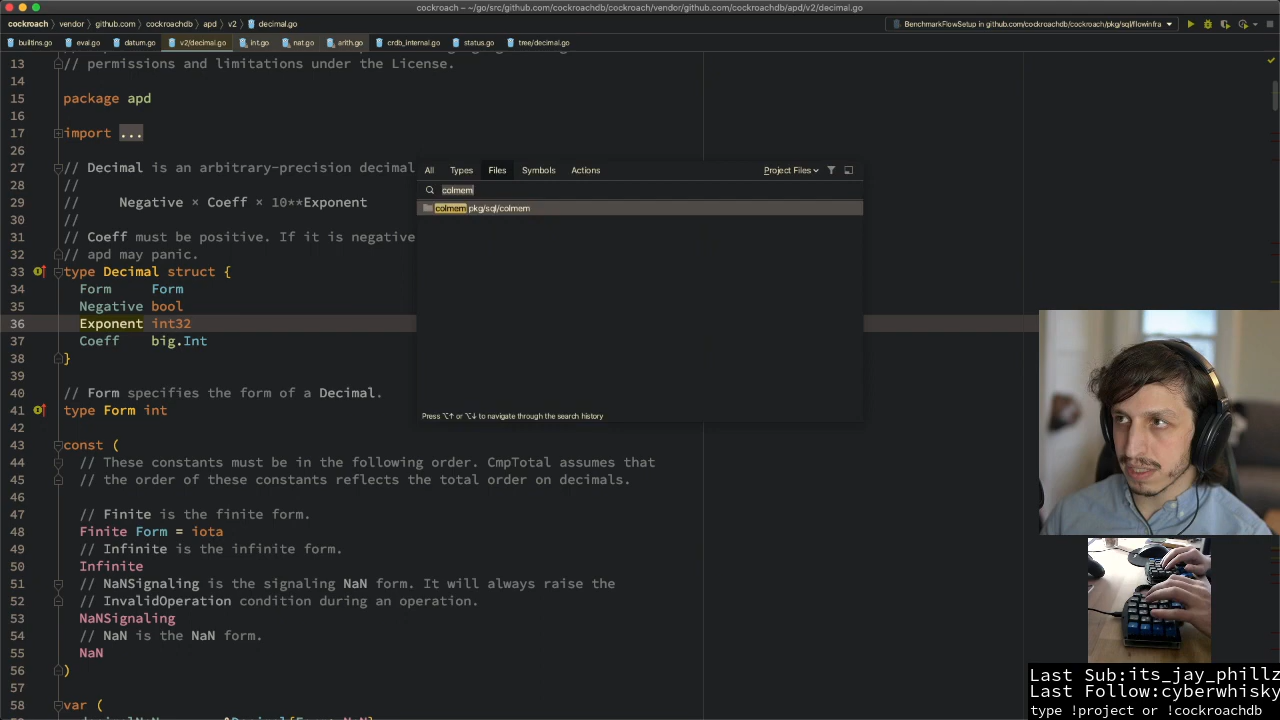 cockroach – ~/go/src/github.com/cockroachdb/cockroach/vendor/github.com/cockroachdb/apd/v2/decimal.go
cockroach vendor github.com cockroachdb apd v2 decimal.go BenchmarkFlowSetup in github.com/cockroachdb/cockroach/pkg/sql/flowinfra
builtins.go eval.go datum.go v2/decimal.go int.go nat.go arith.go crdb_internal.go status.go tree/decimal.go
13 // permissions and limitations under the License.
14
15 package apd
16
17 import ...
26
27 // Decimal is an arbitrary-precision decimal
28 //
29 // Negative × Coeff × 10**Exponent
30 //
31 // Coeff must be positive. If it is negative
32 // apd may panic.
33 type Decimal struct {
34 Form Form
35 Negative bool
36 Exponent int32
37 Coeff big.Int
38 }
39
40 // Form specifies the form of a Decimal.
41 type Form int
42
43 const (
44 // These constants must be in the following order. CmpTotal assumes that
45 // the order of these constants reflects the total order on decimals.
46
47 // Finite is the finite form.
48 Finite Form = iota
49 // Infinite is the infinite form.
50 Infinite
51 // NaNSignaling is the signaling NaN form. It will always raise the
52 // InvalidOperation condition during an operation.
53 NaNSignaling
54 // NaN is the NaN form.
55 NaN
56 )
57
58 var (
All Types Files Symbols Actions Project Files
colmem
colmem pkg/sql/colmem
Press ⌥↑ or ⌥↓ to navigate through the search history
Last Sub:its_jay_phillz
Last Follow:cyberwhisky
type !project or !cockroachdb